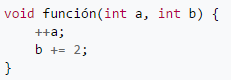 void función(int a, int b) {
    ++a;
    b += 2;
}